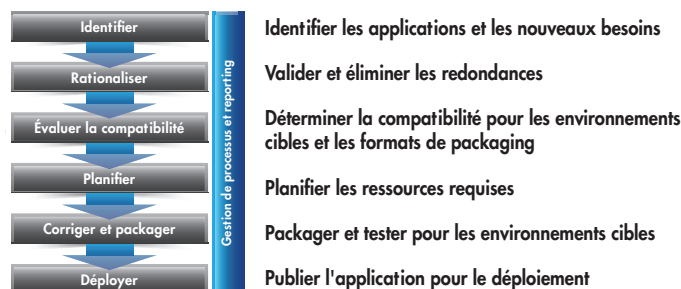 Identifier
Identifier les applications et les nouveaux besoins
Rationaliser
Valider et éliminer les redondances
Évaluer la compatibilité
Déterminer la compatibilité pour les environnements
cibles et les formats de packaging
Planifier
Planifier les ressources requises
Corriger et packager
Packager et tester pour les environnements cibles
Déployer
Publier l'application pour le déploiement
Gestion de processus et reporting